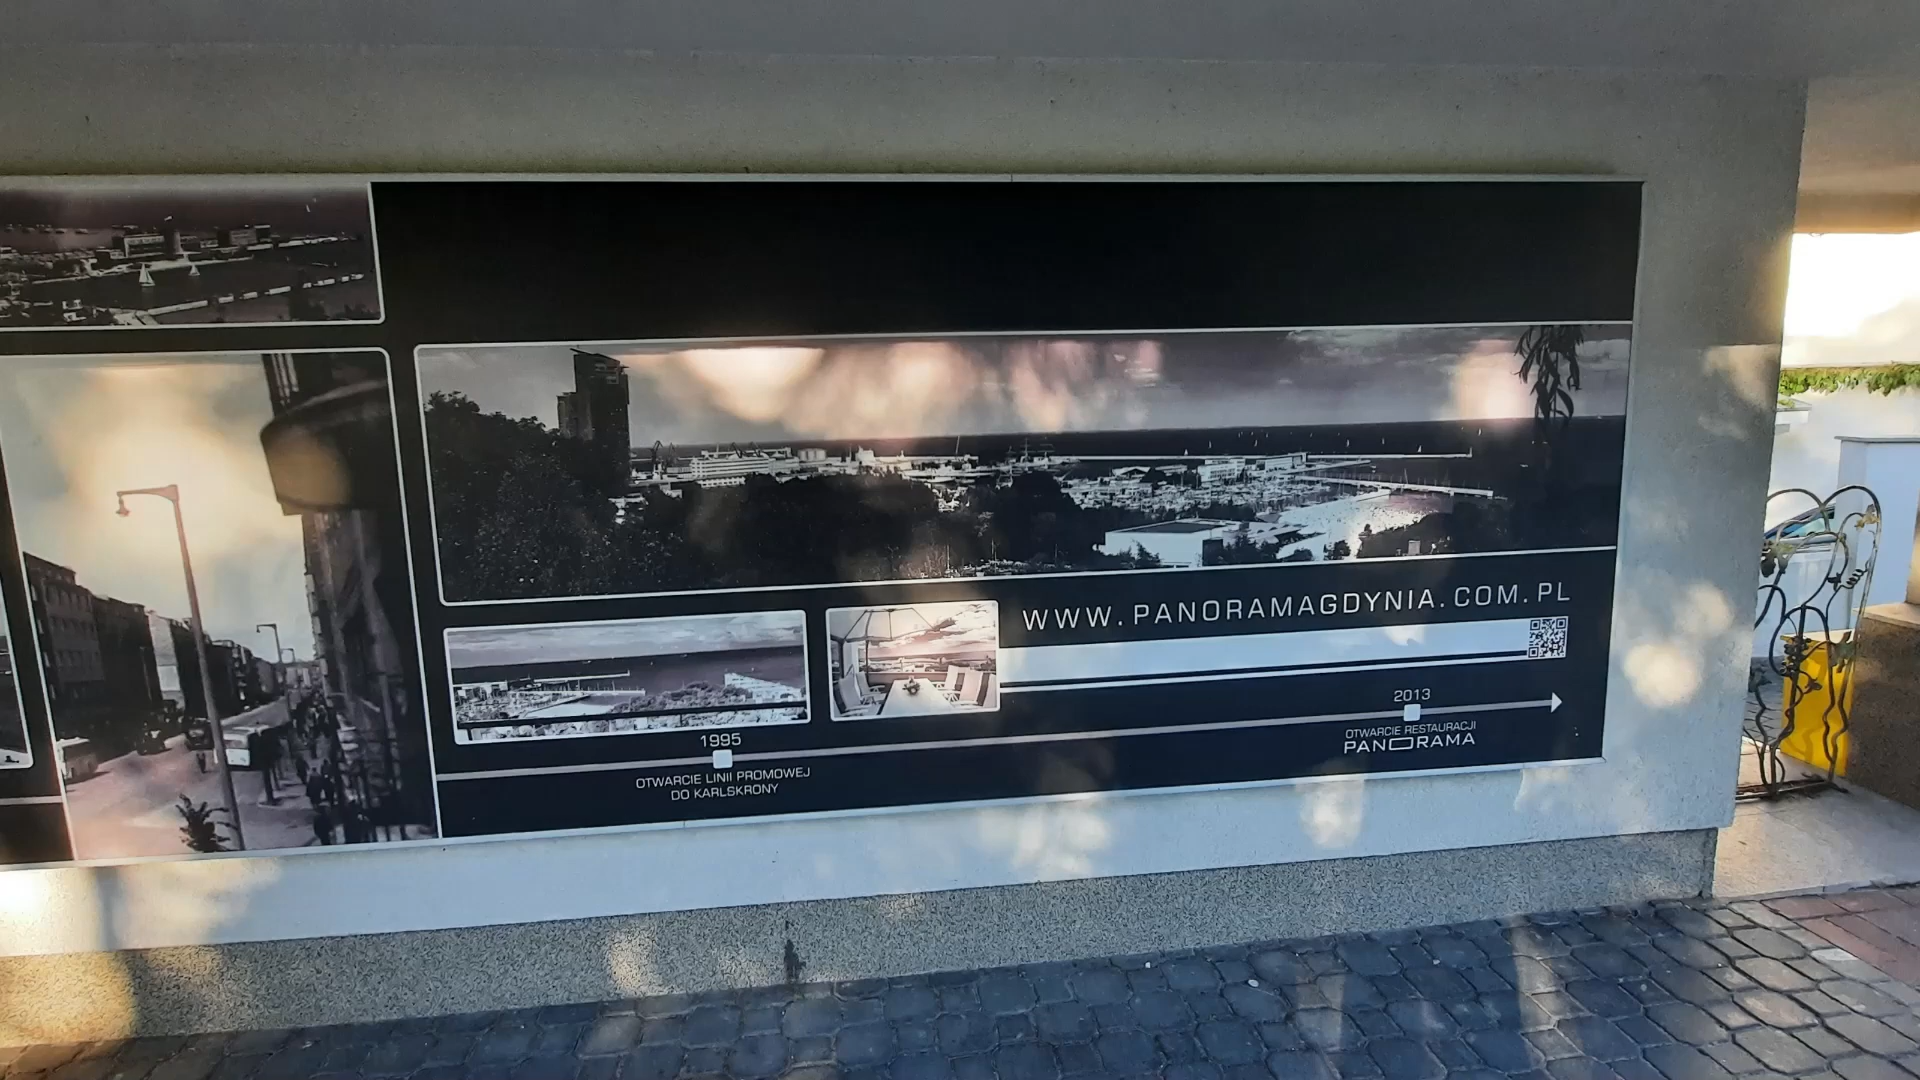 WWW.PANORAMAGDYNIA.COM.PL
1995
OTWARCIE LINII PROMOWEJ
DO KARLSKRONY
2013
OTWARCIE RESTAURACJI
PANORAMA